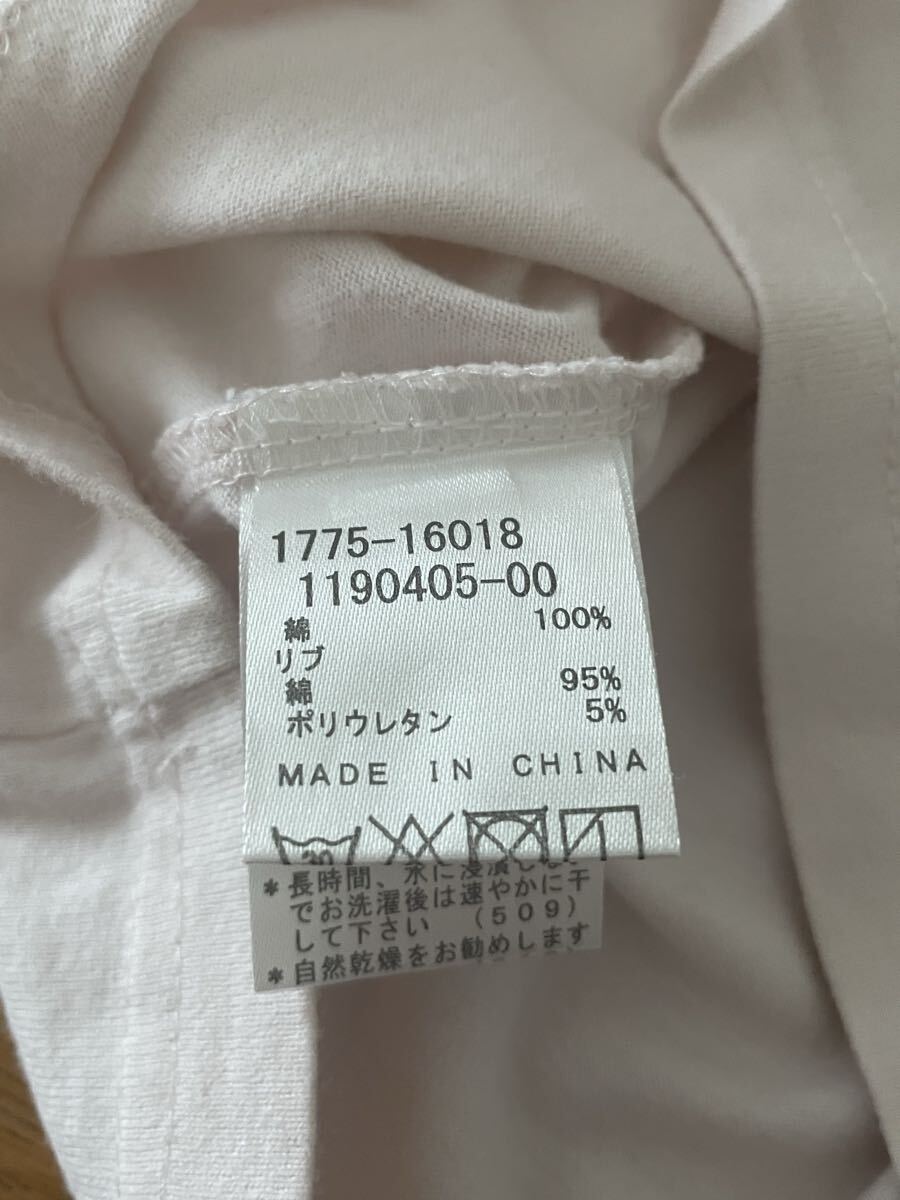 1775-16018
1190405-00
綿 100%
リブ
綿 95%
ポリウレタン 5%
MADE IN CHINA
30
*長時間、水に浸漬しな
でお洗濯後は速やかに干
して下さい (509)
*自然乾燥をお勧めします